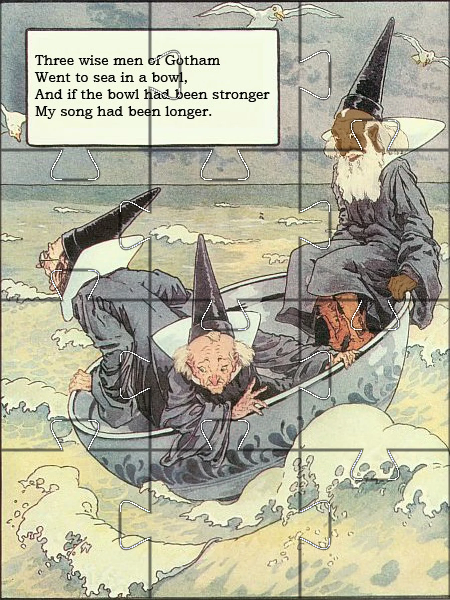 Three wise men of Gotham
Went to sea in a bowl,
And if the bowl had been stronger
My song had been longer.